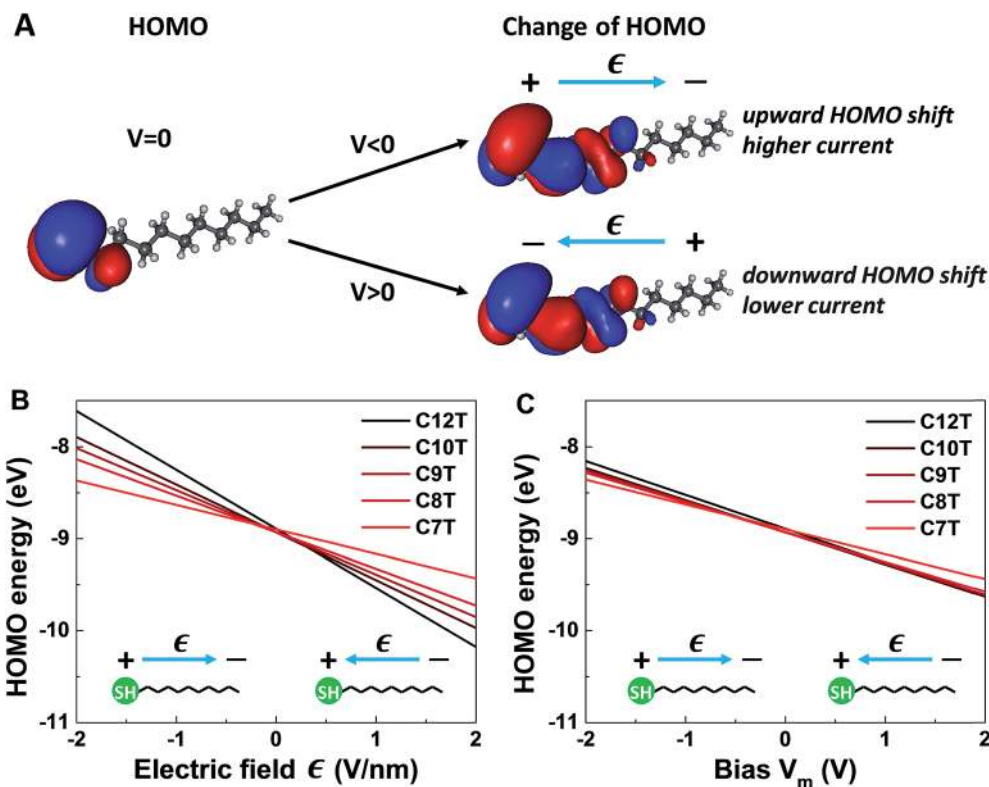 A
HOMO
Change of HOMO
+ ϵ −
V=0
V<0
upward HOMO shift
higher current
V>0
− ϵ +
downward HOMO shift
lower current
B
HOMO energy (eV)
-8
-9
-10
-11
C12T
C10T
C9T
C8T
C7T
+ ϵ −
SH
+ ϵ −
SH
-2 -1 0 1 2
Electric field ϵ (V/nm)
C
HOMO energy (eV)
-8
-9
-10
-11
C12T
C10T
C9T
C8T
C7T
+ ϵ −
SH
+ ϵ −
SH
-2 -1 0 1 2
Bias Vm (V)